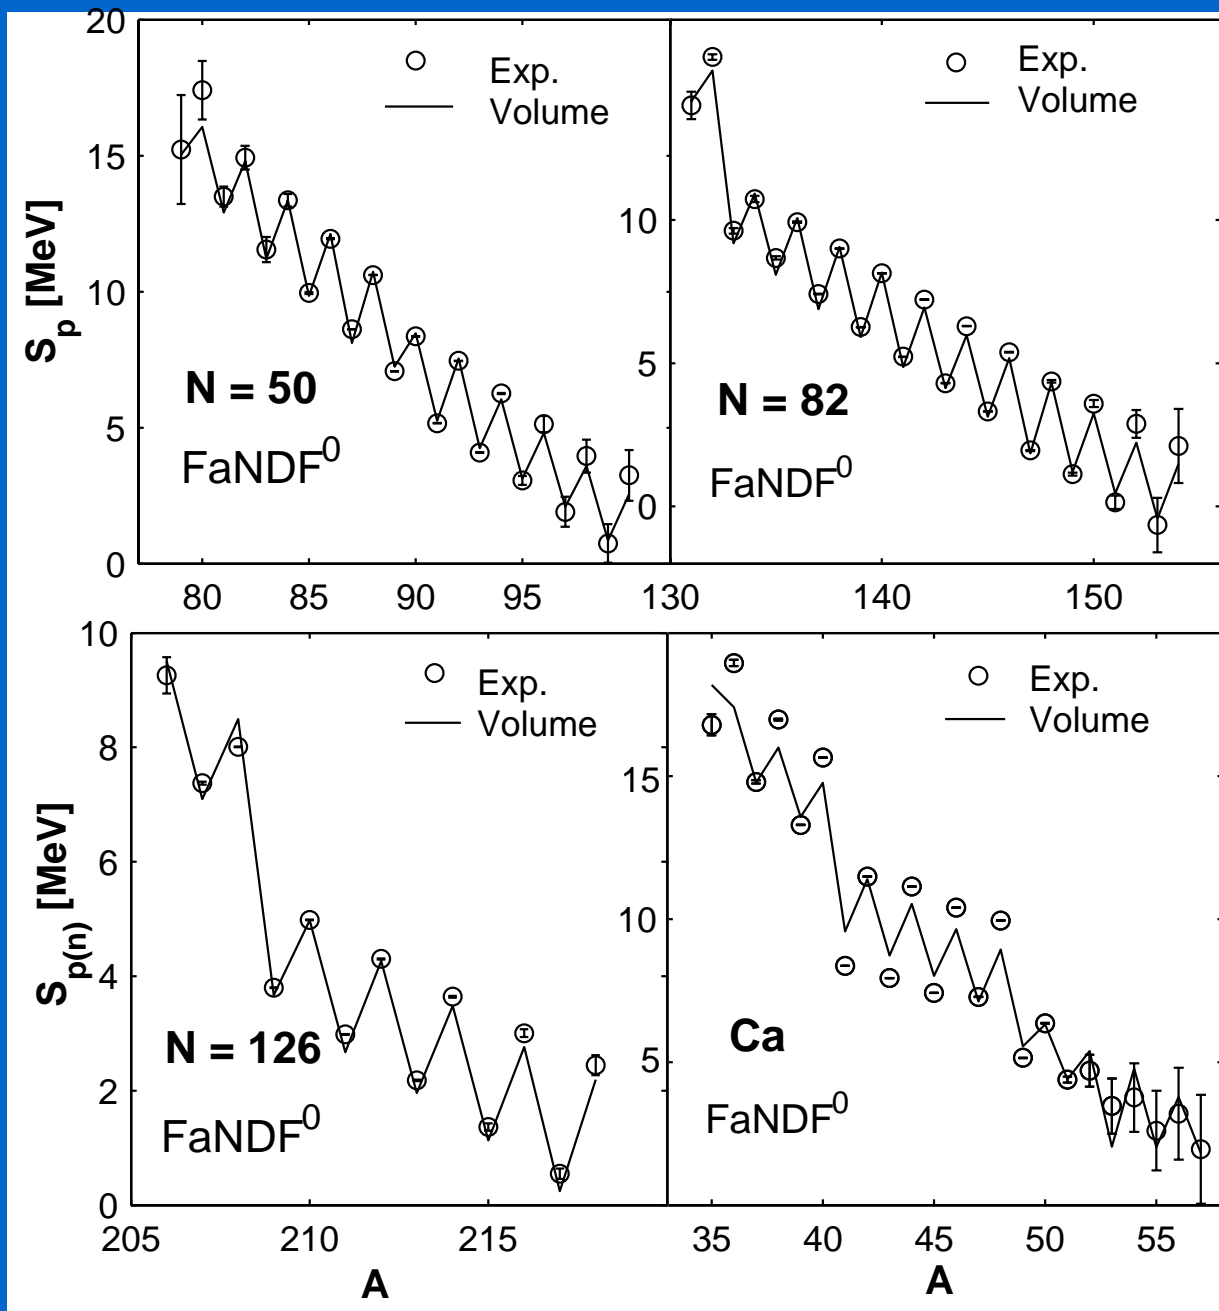 20
15
10
5
0
S_p [MeV]
Exp.
Volume
N = 50
FaNDF^0
80 85 90 95
10
5
0
Exp.
Volume
N = 82
FaNDF^0
130 140 150
10
8
6
4
2
0
S_p(n) [MeV]
Exp.
Volume
N = 126
FaNDF^0
205 210 215
A
15
10
5
Exp.
Volume
Ca
FaNDF^0
35 40 45 50 55
A